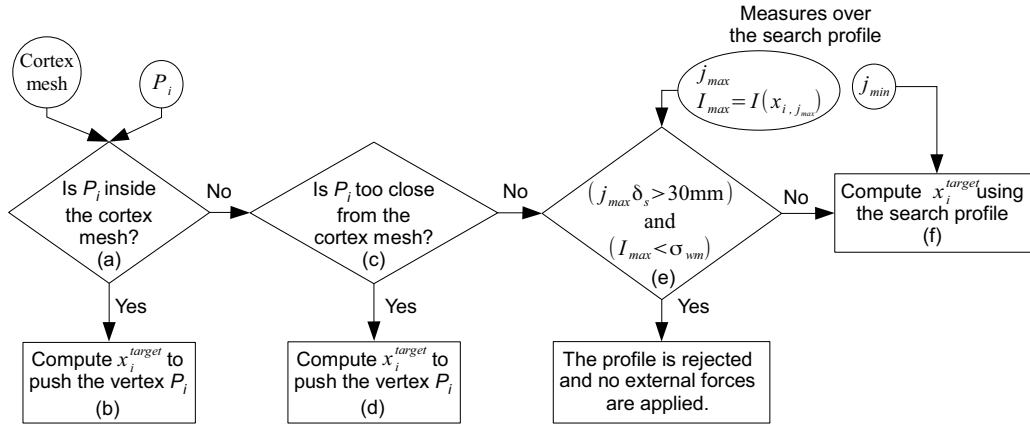 Measures over
the search profile
Cortex
mesh
P_i
j_max
I_max = I(x_i,j_max)
j_min
Is P_i inside
the cortex
mesh?
(a)
No
Is P_i too close
from the
cortex mesh?
(c)
No
(j_max δ_s > 30mm)
and
(I_max < σ_wm)
(e)
No
Compute x_i^target using
the search profile
(f)
Yes
Yes
Yes
Compute x_i^target to
push the vertex P_i
(b)
Compute x_i^target to
push the vertex P_i
(d)
The profile is rejected
and no external forces
are applied.